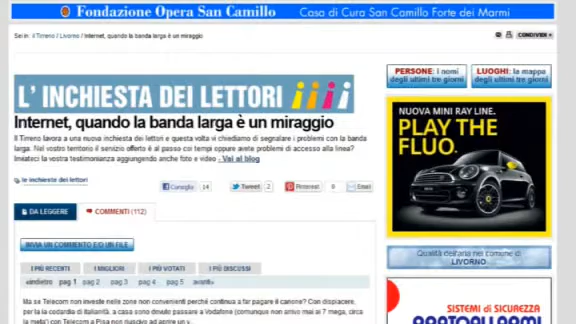 Fondazione Opera San Camillo Casa di Cura San Camillo Forte dei Marmi
Sei in: il Tirreno / Livorno / Internet, quando la banda larga è un miraggio
CONDIVIDI
L' INCHIESTA DEI LETTORI
Internet, quando la banda larga è un miraggio
Il Tirreno lavora a una nuova inchiesta dei lettori e questa volta vi chiediamo di segnalare i problemi con la banda
larga. Nel vostro territorio il servizio offerto è al passo coi tempi oppure avete problemi di accesso alla linea?
Inviateci la vostra testimonianza aggiungendo anche foto e video - Vai al blog
le inchieste dei lettori
Consiglia 14
Tweet 2
Pinterest 0
Email
DA LEGGERE
COMMENTI (112)
INVIA UN COMMENTO E/O UN FILE
I PIÙ RECENTI I MIGLIORI I PIÙ VOTATI I PIÙ DISCUSSI
«indietro pag 1 pag 2 pag 3 pag 4 pag 5 avanti»
Ma se Telecom non investe nelle zone non convenienti perché continua a far pagare il canone? Con dispiacere,
per la codardia di italianità, a casa sono dovuto passare a Vodafone (comunque non arrivo mai ai 7 mega, circa
la metà) con Telecom a Pisa non riuscivo ad aprire un
PERSONE: i nomi
degli ultimi tre giorni
LUOGHI: la mappa
degli ultimi tre giorni
NUOVA MINI RAY LINE.
PLAY THE
FLUO.
Qualità dell'aria nel comune di
LIVORNO
SISTEMI di SICUREZZA